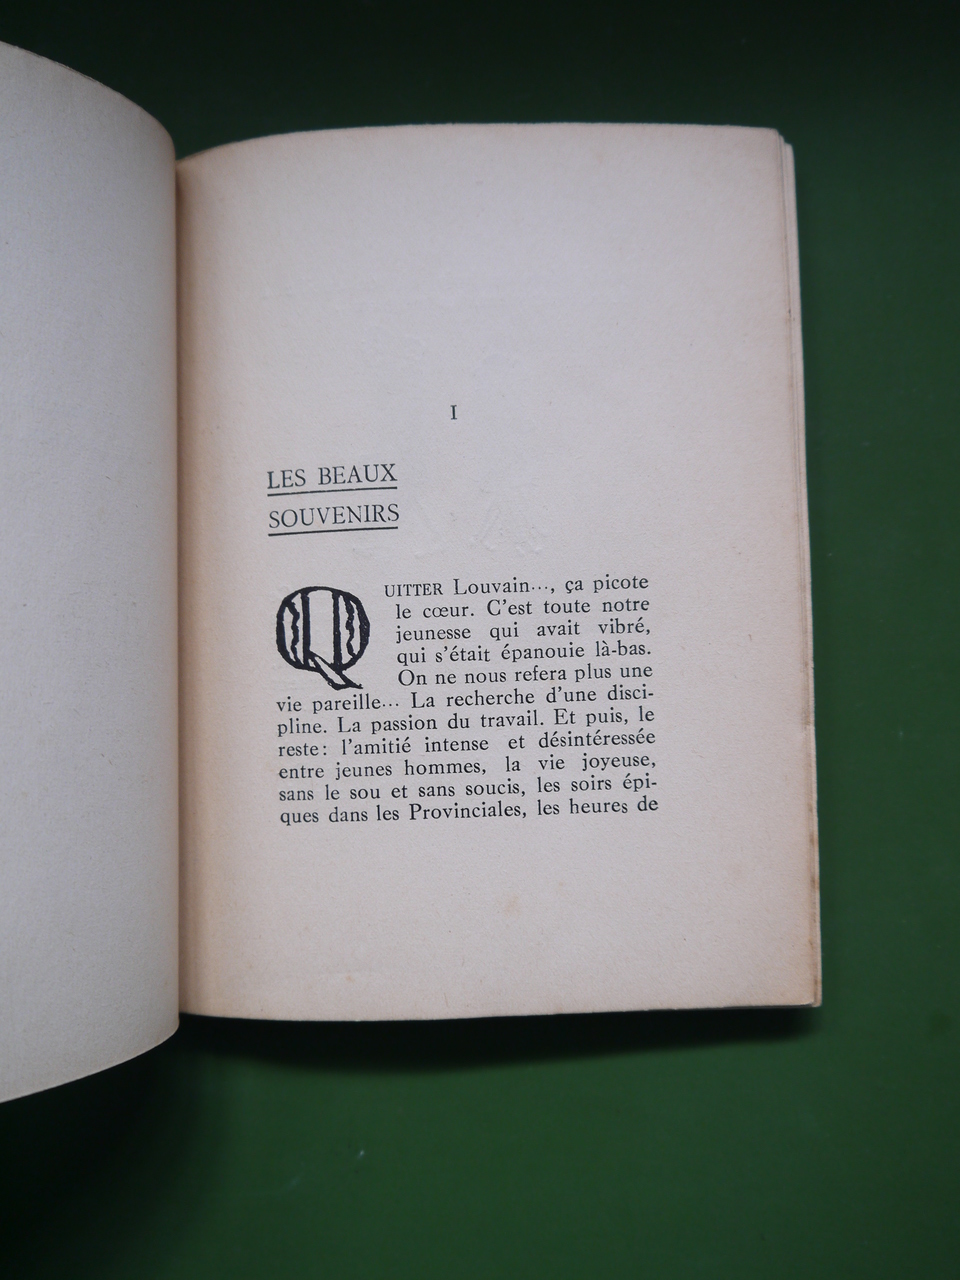 I
LES BEAUX
SOUVENIRS
QUITTER Louvain..., ça picote
le cœur. C'est toute notre
jeunesse qui avait vibré,
qui s'était épanouie là-bas.
On ne nous refera plus une
vie pareille... La recherche d'une disci-
pline. La passion du travail. Et puis, le
reste: l'amitié intense et désintéressée
entre jeunes hommes, la vie joyeuse,
sans le sou et sans soucis, les soirs épi-
ques dans les Provinciales, les heures de